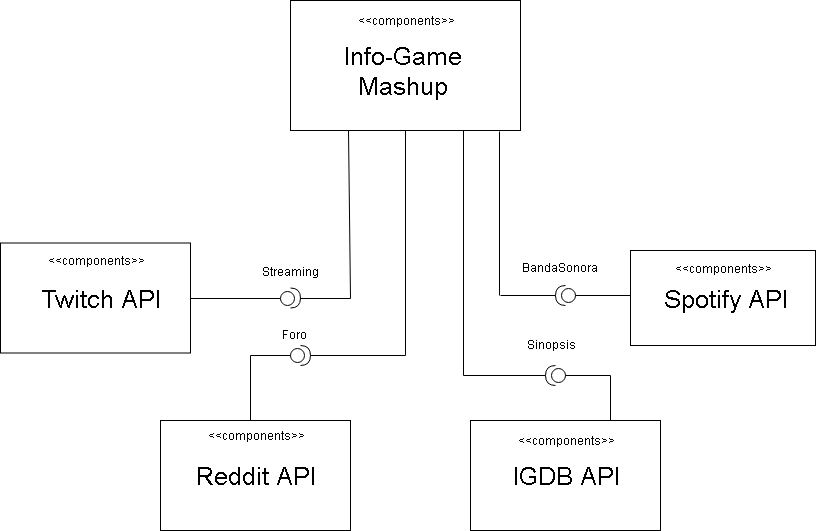 <<components>>
Info-Game
Mashup
<<components>>
Twitch API
Streaming
BandaSonora
<<components>>
Spotify API
Foro
Sinopsis
<<components>>
Reddit API
<<components>>
IGDB API